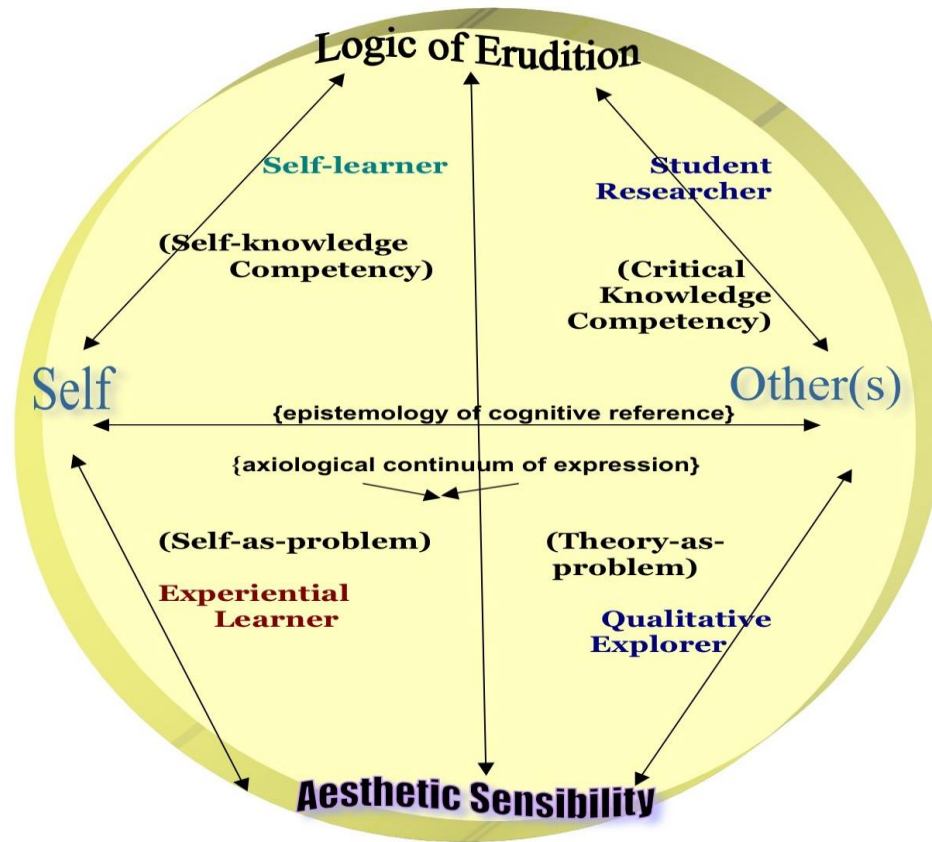 Logic of Erudition
Self-learner
Student
Researcher
(Self-knowledge
Competency)
(Critical
Knowledge
Competency)
Self
Other(s)
{epistemology of cognitive reference}
{axiological continuum of expression}
(Self-as-problem)
(Theory-as-
problem)
Experiential
Learner
Qualitative
Explorer
Aesthetic Sensibility